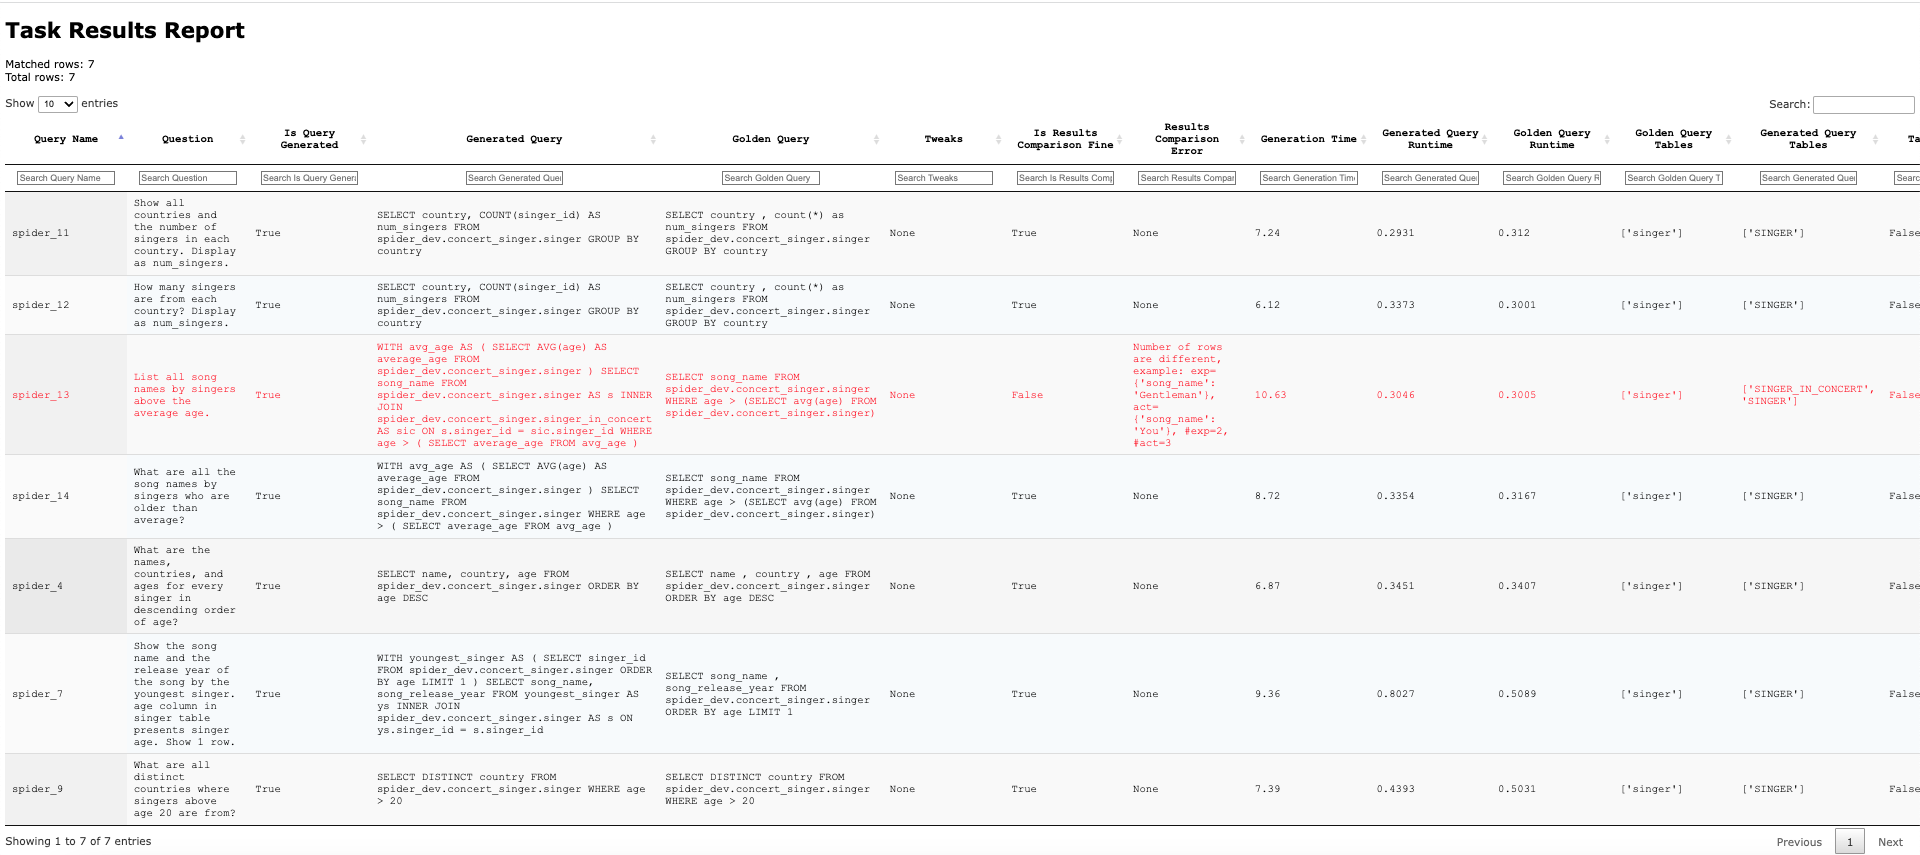 Task Results Report
Matched rows: 7
Total rows: 7
Show 10 entries
Search:
Query Name
Question
Is Query
Generated
Generated Query
Golden Query
Tweaks
Is Results
Comparison Fine
Results
Comparison
Error
Generation Time
Generated Query
Runtime
Golden Query
Runtime
Golden Query
Tables
Generated Query
Tables
Ta
Search Query Name
Search Question
Search Is Query Gener
Search Generated Que
Search Golden Query
Search Tweaks
Search Is Results Comp
Search Results Compar
Search Generation Time
Search Generated Que
Search Golden Query R
Search Golden Query T
Search Generated Que
Searc
spider_11
Show all
countries and
the number of
singers in each
country. Display
as num_singers.
True
SELECT country, COUNT(singer_id) AS
num_singers FROM
spider_dev.concert_singer.singer GROUP BY
country
SELECT country , count(*) as
num_singers FROM
spider_dev.concert_singer.singer
GROUP BY country
None
True
None
7.24
0.2931
0.312
['singer']
['SINGER']
False
spider_12
How many singers
are from each
country? Display
as num_singers.
True
SELECT country, COUNT(singer_id) AS
num_singers FROM
spider_dev.concert_singer.singer GROUP BY
country
SELECT country , count(*) as
num_singers FROM
spider_dev.concert_singer.singer
GROUP BY country
None
True
None
6.12
0.3373
0.3001
['singer']
['SINGER']
False
spider_13
List all song
names by singers
above the
average age.
True
WITH avg_age AS ( SELECT AVG(age) AS
average_age FROM
spider_dev.concert_singer.singer ) SELECT
song_name FROM
spider_dev.concert_singer.singer AS s INNER
JOIN
spider_dev.concert_singer.singer_in_concert
AS sic ON s.singer_id = sic.singer_id WHERE
age > ( SELECT average_age FROM avg_age )
SELECT song_name FROM
spider_dev.concert_singer.singer
WHERE age > (SELECT avg(age) FROM
spider_dev.concert_singer.singer)
None
False
Number of rows
are different,
example: exp=
{'song_name':
'Gentleman'},
act=
{'song_name':
'You'}, #exp=2,
#act=3
10.63
0.3046
0.3005
['singer']
['SINGER_IN_CONCERT',
'SINGER']
False
spider_14
What are all the
song names by
singers who are
older than
average?
True
WITH avg_age AS ( SELECT AVG(age) AS
average_age FROM
spider_dev.concert_singer.singer ) SELECT
song_name FROM
spider_dev.concert_singer.singer WHERE age
> ( SELECT average_age FROM avg_age )
SELECT song_name FROM
spider_dev.concert_singer.singer
WHERE age > (SELECT avg(age) FROM
spider_dev.concert_singer.singer)
None
True
None
8.72
0.3354
0.3167
['singer']
['SINGER']
False
spider_4
What are the
names,
countries, and
ages for every
singer in
descending order
of age?
True
SELECT name, country, age FROM
spider_dev.concert_singer.singer ORDER BY
age DESC
SELECT name , country , age FROM
spider_dev.concert_singer.singer
ORDER BY age DESC
None
True
None
6.87
0.3451
0.3407
['singer']
['SINGER']
False
spider_7
Show the song
name and the
release year of
the song by the
youngest singer.
age column in
singer table
presents singer
age. Show 1 row.
True
WITH youngest_singer AS ( SELECT singer_id
FROM spider_dev.concert_singer.singer ORDER
BY age LIMIT 1 ) SELECT song_name,
song_release_year FROM youngest_singer AS
ys INNER JOIN
spider_dev.concert_singer.singer AS s ON
ys.singer_id = s.singer_id
SELECT song_name ,
song_release_year FROM
spider_dev.concert_singer.singer
ORDER BY age LIMIT 1
None
True
None
9.36
0.8027
0.5089
['singer']
['SINGER']
False
spider_9
What are all
distinct
countries where
singers above
age 20 are from?
True
SELECT DISTINCT country FROM
spider_dev.concert_singer.singer WHERE age
> 20
SELECT DISTINCT country FROM
spider_dev.concert_singer.singer
WHERE age > 20
None
True
None
7.39
0.4393
0.5031
['singer']
['SINGER']
False
Showing 1 to 7 of 7 entries
Previous 1 Next